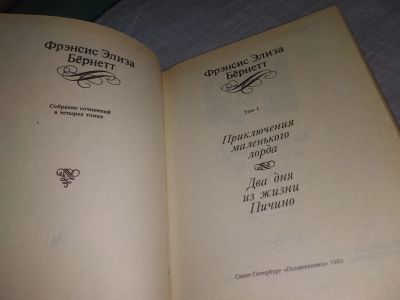 Фрэнсис Элиза
Бёрнетт
Собрание сочинений
в четырех томах
Фрэнсис Элиза
Бёрнетт
Том 1
Приключения
маленького
лорда
Два дня
из жизни
Пичино
Санкт-Петербург «Политехника» 1993